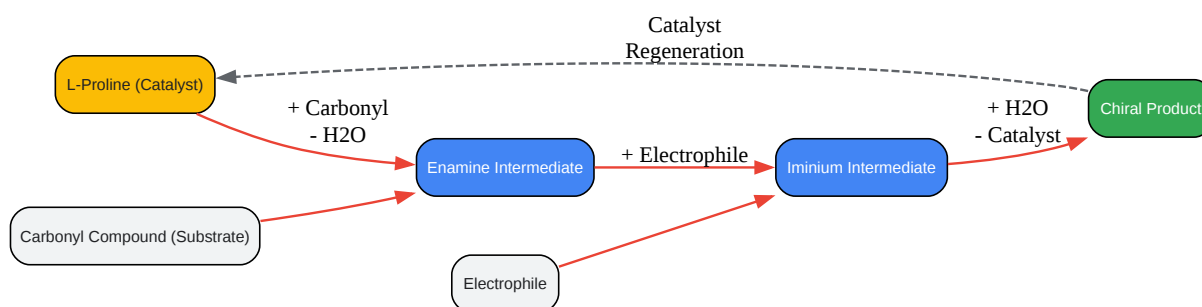 Catalyst
Regeneration
L-Proline (Catalyst)
+ Carbonyl
- H2O
+ H2O
- Catalyst
Chiral Product
Enamine Intermediate
+ Electrophile
Iminium Intermediate
Carbonyl Compound (Substrate)
Electrophile